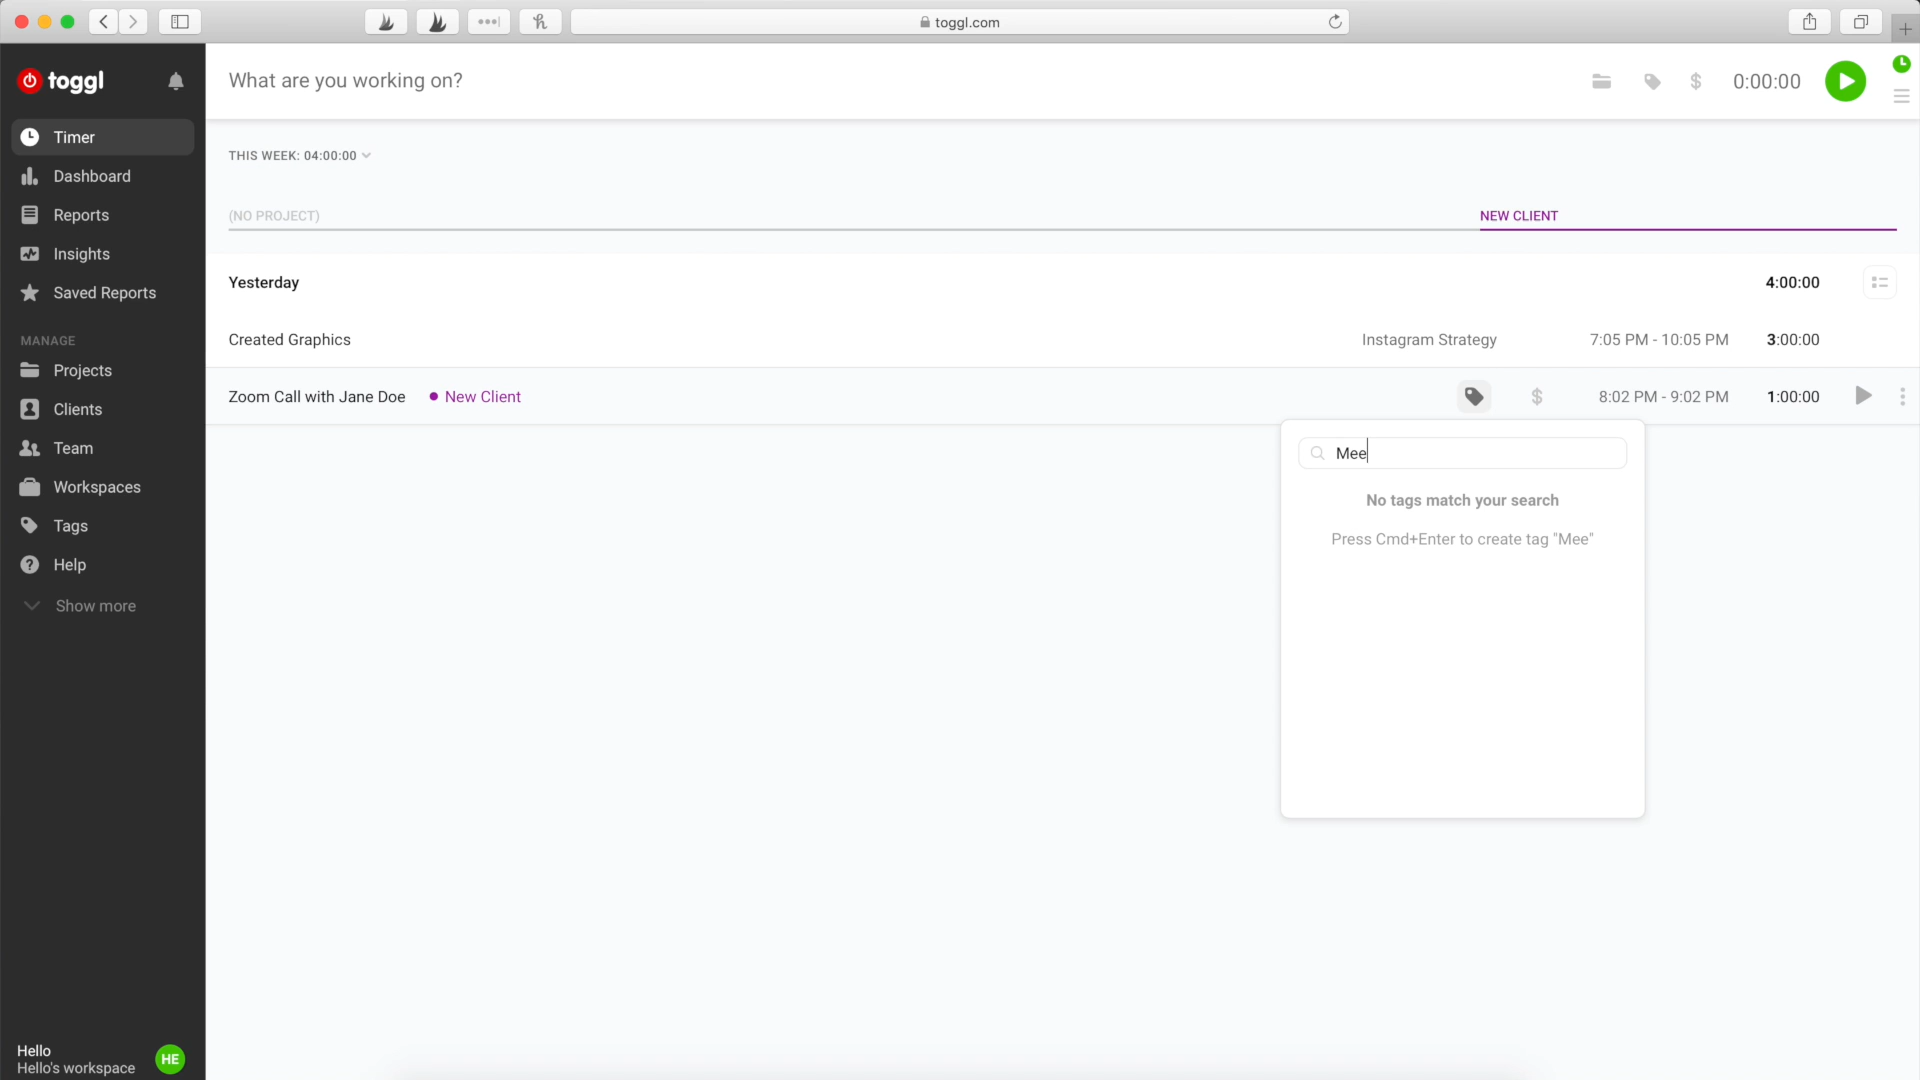 toggl.com
toggl
What are you working on?
$
0:00:00
Timer
Dashboard
Reports
Insights
Saved Reports
MANAGE
Projects
Clients
Team
Workspaces
Tags
Help
Show more
Hello
Hello's workspace
HE
THIS WEEK: 04:00:00
(NO PROJECT)
NEW CLIENT
Yesterday
4:00:00
Created Graphics
Instagram Strategy
7:05 PM - 10:05 PM
3:00:00
Zoom Call with Jane Doe
New Client
$
8:02 PM - 9:02 PM
1:00:00
Mee
No tags match your search
Press Cmd+Enter to create tag "Mee"